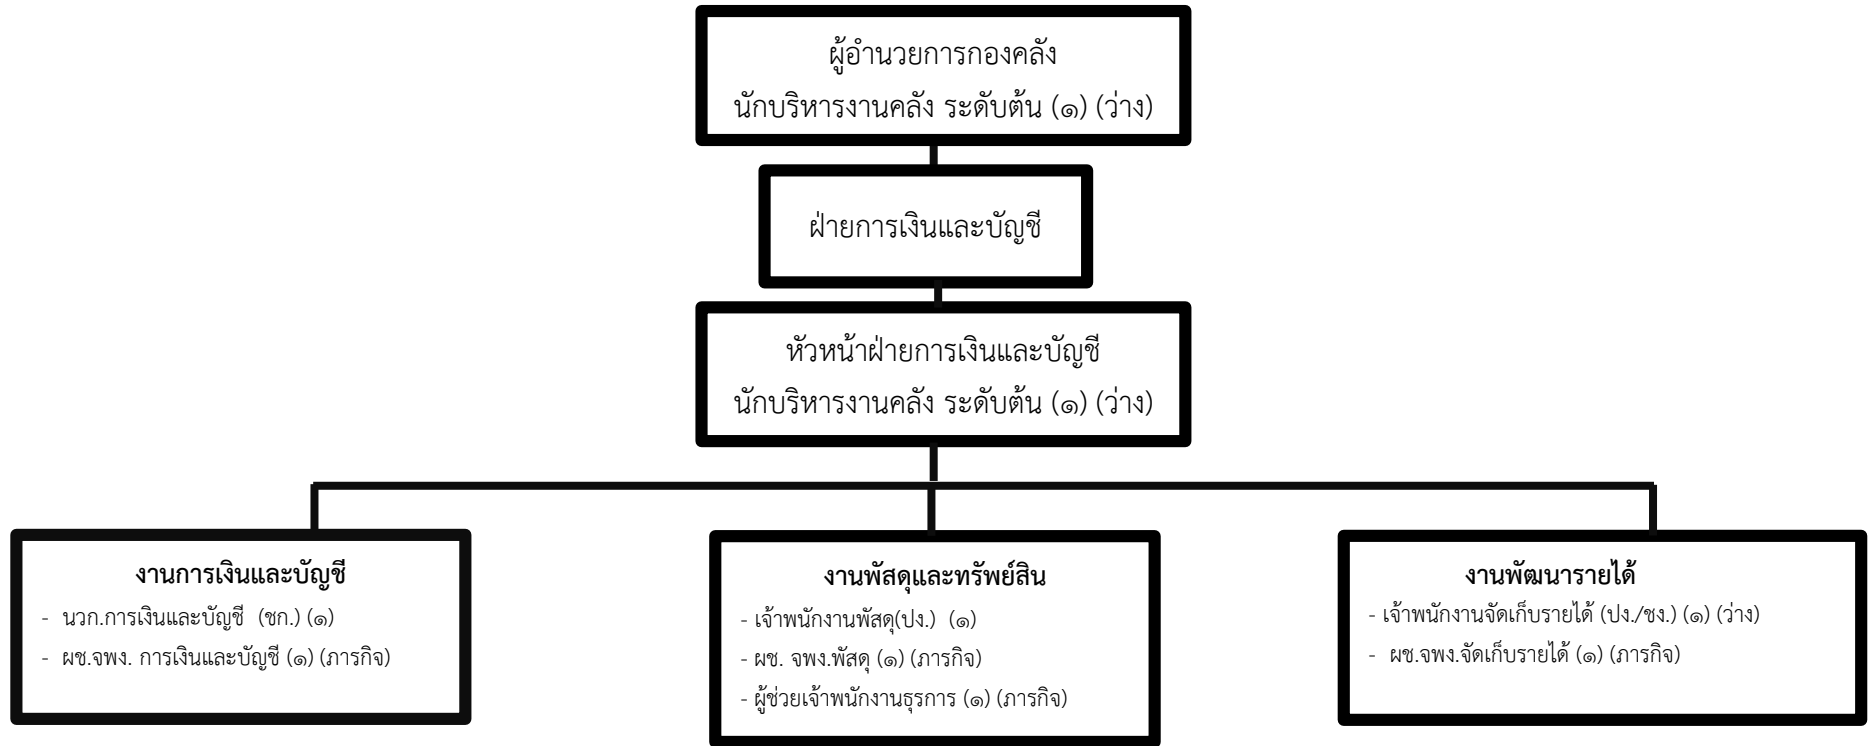 ผู้อำนวยการกองคลัง
นักบริหารงานคลัง ระดับต้น (๑) (ว่าง)
ฝ่ายการเงินและบัญชี
หัวหน้าฝ่ายการเงินและบัญชี
นักบริหารงานคลัง ระดับต้น (๑) (ว่าง)
งานการเงินและบัญชี
- นวก.การเงินและบัญชี (ชก.) (๑)
- ผช.จพง. การเงินและบัญชี (๑) (ภารกิจ)
งานพัสดุและทรัพย์สิน
- เจ้าพนักงานพัสดุ(ปง.) (๑)
- ผช. จพง.พัสดุ (๑) (ภารกิจ)
- ผู้ช่วยเจ้าพนักงานธุรการ (๑) (ภารกิจ)
งานพัฒนารายได้
- เจ้าพนักงานจัดเก็บรายได้ (ปง./ชง.) (๑) (ว่าง)
- ผช.จพง.จัดเก็บรายได้ (๑) (ภารกิจ)